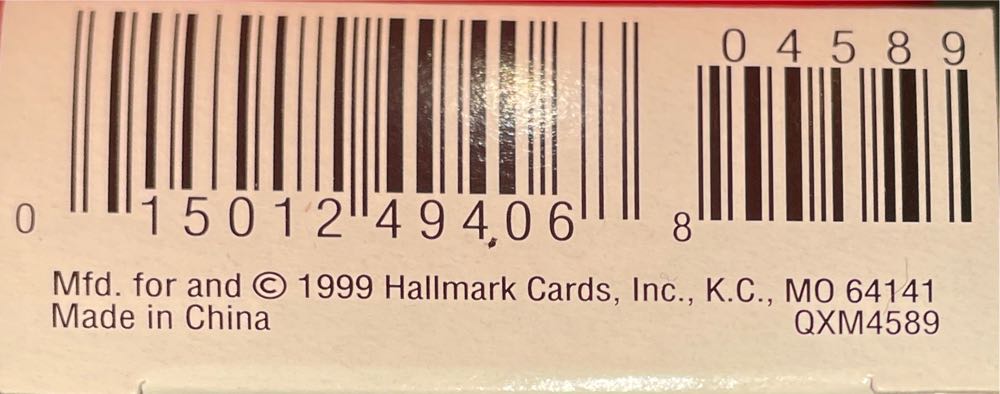 04589
0 15012 49406 8
Mfd. for and © 1999 Hallmark Cards, Inc., K.C., MO 64141
Made in China QXM4589